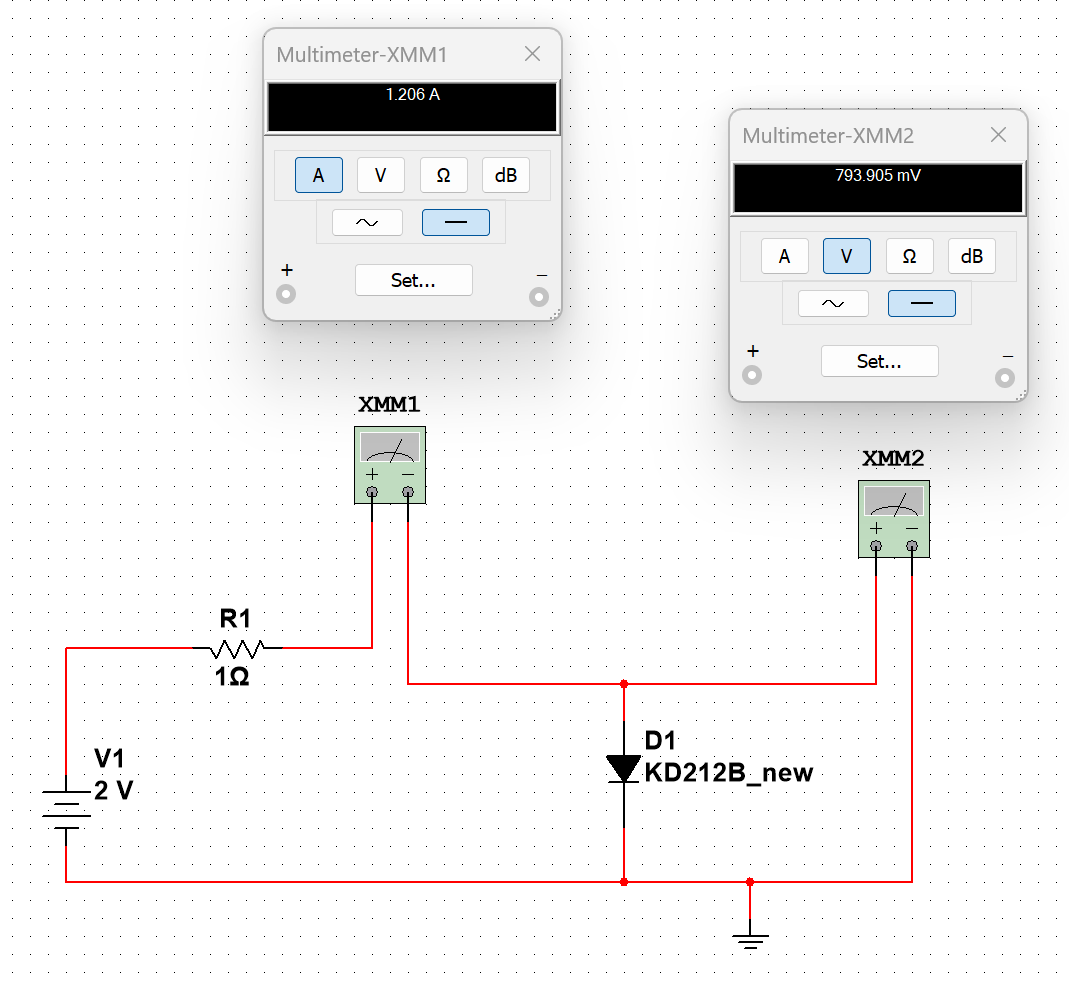 Multimeter-XMM1
1.206 A
A V Ω dB
+ −
Set...
Multimeter-XMM2
793.905 mV
A V Ω dB
+ −
Set...
XMM1
+ −
XMM2
+ −
R1
1Ω
V1
2 V
D1
KD212B_new